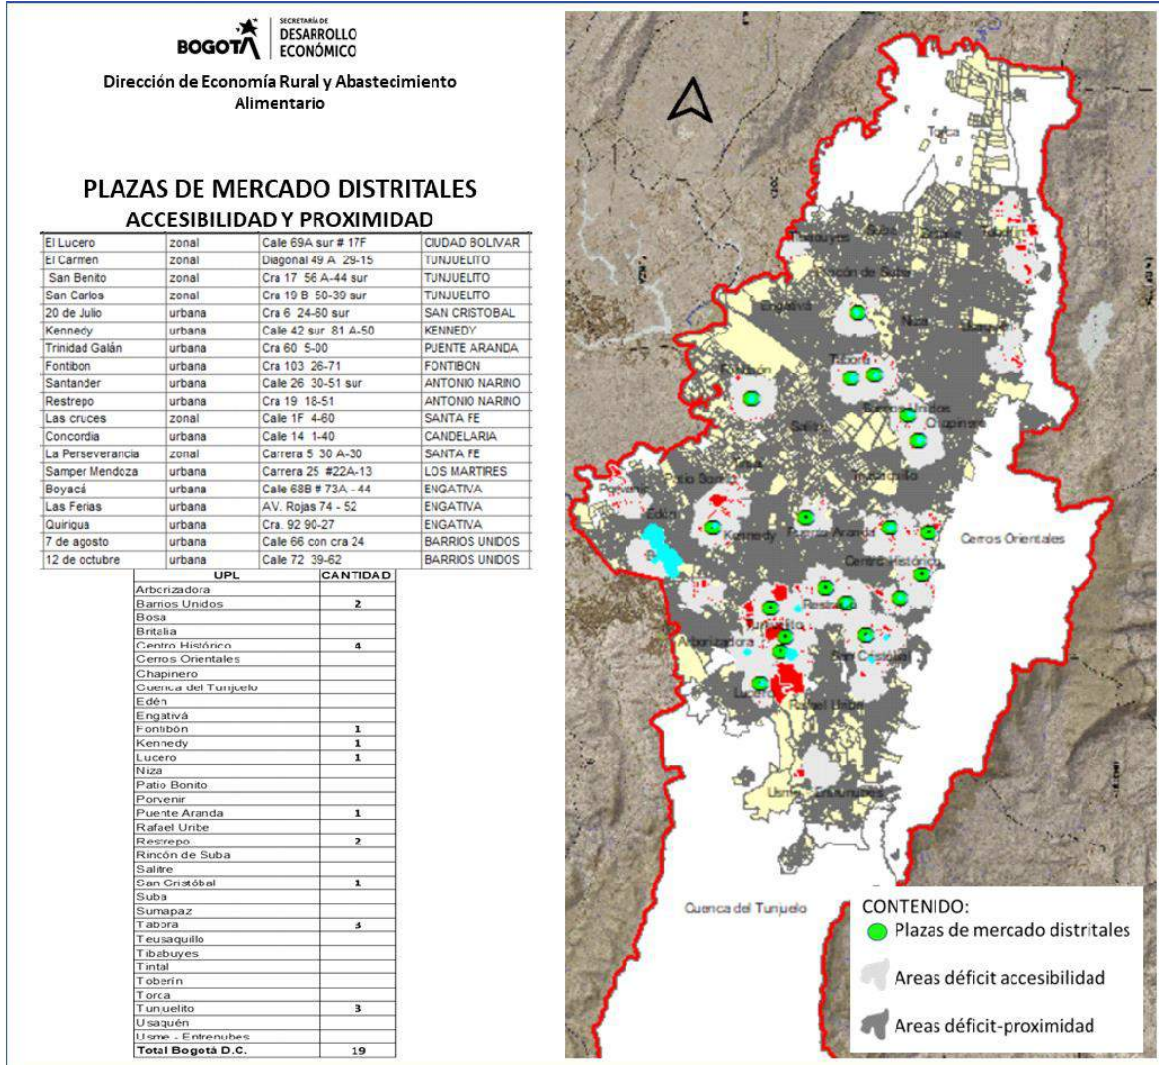 BOGOTÁ
SECRETARÍA DE
DESARROLLO
ECONÓMICO
Dirección de Economía Rural y Abastecimiento
Alimentario
PLAZAS DE MERCADO DISTRITALES
ACCESIBILIDAD Y PROXIMIDAD
El Lucero zonal Calle 69A sur # 17F CIUDAD BOLIVAR
El Carmen zonal Diagonal 49 A 29-15 TUNJUELITO
San Benito zonal Cra 17 56 A-44 sur TUNJUELITO
San Carlos zonal Cra 19 B 50-39 sur TUNJUELITO
20 de Julio urbana Cra 6 24-60 sur SAN CRISTOBAL
Kennedy urbana Calle 42 sur 81 A-50 KENNEDY
Trinidad Galán urbana Cra 60 5-00 PUENTE ARANDA
Fontibon urbana Cra 103 26-71 FONTIBON
Santander urbana Calle 26 30-51 sur ANTONIO NARINO
Restrepo urbana Cra 19 18-51 ANTONIO NARINO
Las cruces zonal Calle 1F 4-60 SANTA FE
Concordia urbana Calle 14 1-40 CANDELARIA
La Perseverancia zonal Carrera 5 30 A-30 SANTA FE
Samper Mendoza urbana Carrera 25 #22A-13 LOS MARTIRES
Boyacá urbana Calle 68B # 73A - 44 ENGATIVA
Las Ferias urbana AV. Rojas 74 - 52 ENGATIVA
Quirigua urbana Cra. 92 90-27 ENGATIVA
7 de agosto urbana Calle 66 con cra 24 BARRIOS UNIDOS
12 de octubre urbana Calle 72 39-62 BARRIOS UNIDOS
UPL CANTIDAD
Arborizadora
Barrios Unidos 2
Bosa
Britalia
Centro Histórico 4
Cerros Orientales
Chapinero
Cuenca del Tunjuelo
Edén
Engativá
Fontibón 1
Kennedy 1
Lucero 1
Niza
Patio Bonito
Porvenir
Puente Aranda 1
Rafael Uribe
Restrepo 2
Rincón de Suba
Salitre
San Cristóbal 1
Suba
Sumapaz
Tabora 3
Teusaquillo
Tibabuyes
Tintal
Toberín
Torca
Tunjuelito 3
Usaquén
Usme - Entrenubes
Total Bogotá D.C. 19
Torca
Tibabuyes
Suba
Britalia
Toberín
Rincón de Suba
Engativá
Niza
Usaquén
Tabora
Fontibón
Barrios Unidos
Chapinero
Salitre
Teusaquillo
Tintal
Patio Bonito
Porvenir
Edén
Kennedy
Puente Aranda
Centro Histórico
Cerros Orientales
Restrepo
Tunjuelito
Arborizadora
San Cristóbal
Lucero
Rafael Uribe
Usme - Entrenubes
Cuenca del Tunjuelo
CONTENIDO:
Plazas de mercado distritales
Areas déficit accesibilidad
Areas déficit-proximidad